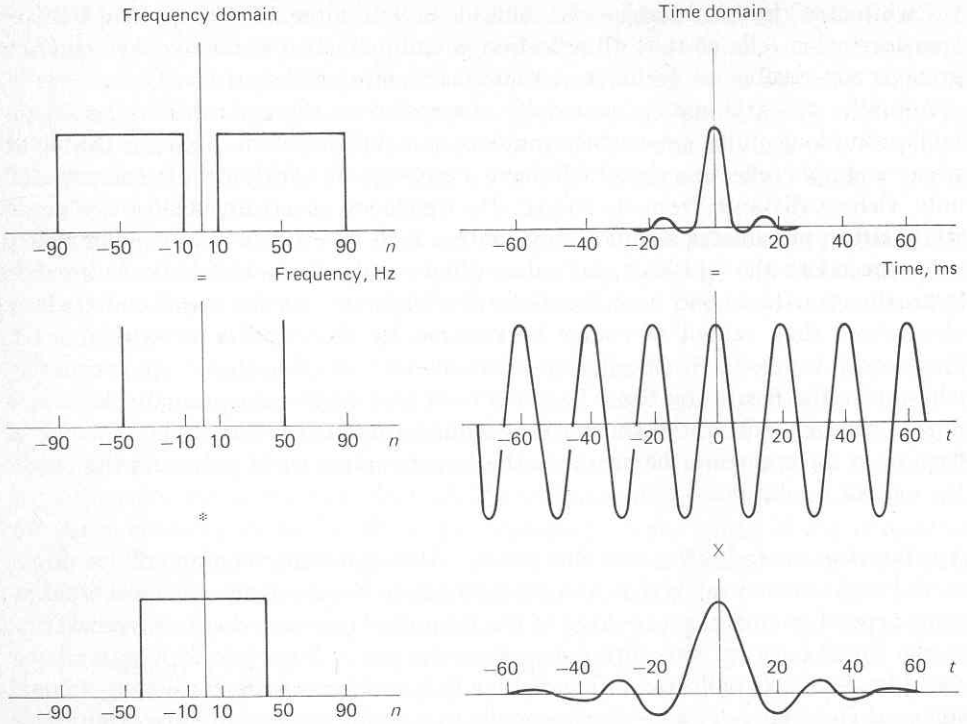 Frequency domain
Time domain
-90 -50 -10 10 50 90
-60 -40 -20 20 40 60
= Frequency, Hz
Time, ms
-90 -50 -10 10 50 90 n
-60 -40 -20 20 40 60 t
*
X
-60 -40 -20 20 40 60 t
-90 -50 -10 10 50 90 n